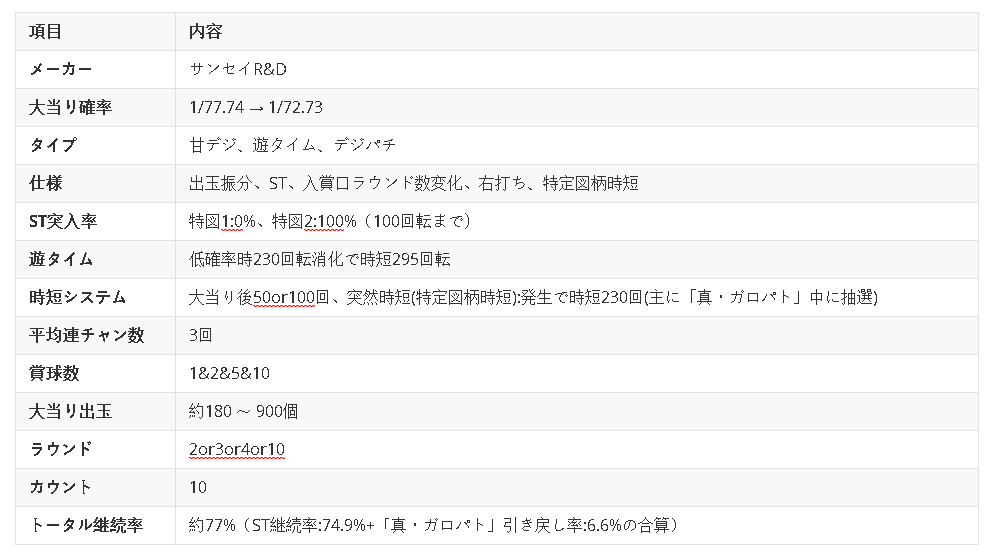 項目 内容
メーカー サンセイR&D
大当り確率 1/77.74 → 1/72.73
タイプ 甘デジ、遊タイム、デジパチ
仕様 出玉振分、ST、入賞口ラウンド数変化、右打ち、特定図柄時短
ST突入率 特図1:0%、特図2:100%（100回転まで）
遊タイム 低確率時230回転消化で時短295回転
時短システム 大当り後50or100回、突然時短(特定図柄時短):発生で時短230回(主に「真・ガロパト」中に抽選)
平均連チャン数 3回
賞球数 1&2&5&10
大当り出玉 約180 ～ 900個
ラウンド 2or3or4or10
カウント 10
トータル継続率 約77%（ST継続率:74.9%+「真・ガロパト」引き戻し率:6.6%の合算）